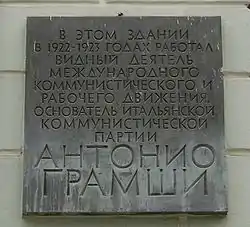 В ЭТОМ ЗДАНИИ
В 1922-1923 ГОДАХ РАБОТАЛ
ВИДНЫЙ ДЕЯТЕЛЬ
МЕЖДУНАРОДНОГО
КОММУНИСТИЧЕСКОГО И
РАБОЧЕГО ДВИЖЕНИЯ,
ОСНОВАТЕЛЬ ИТАЛЬЯНСКОЙ
КОММУНИСТИЧЕСКОЙ
ПАРТИИ
АНТОНИО
ГРАМШИ